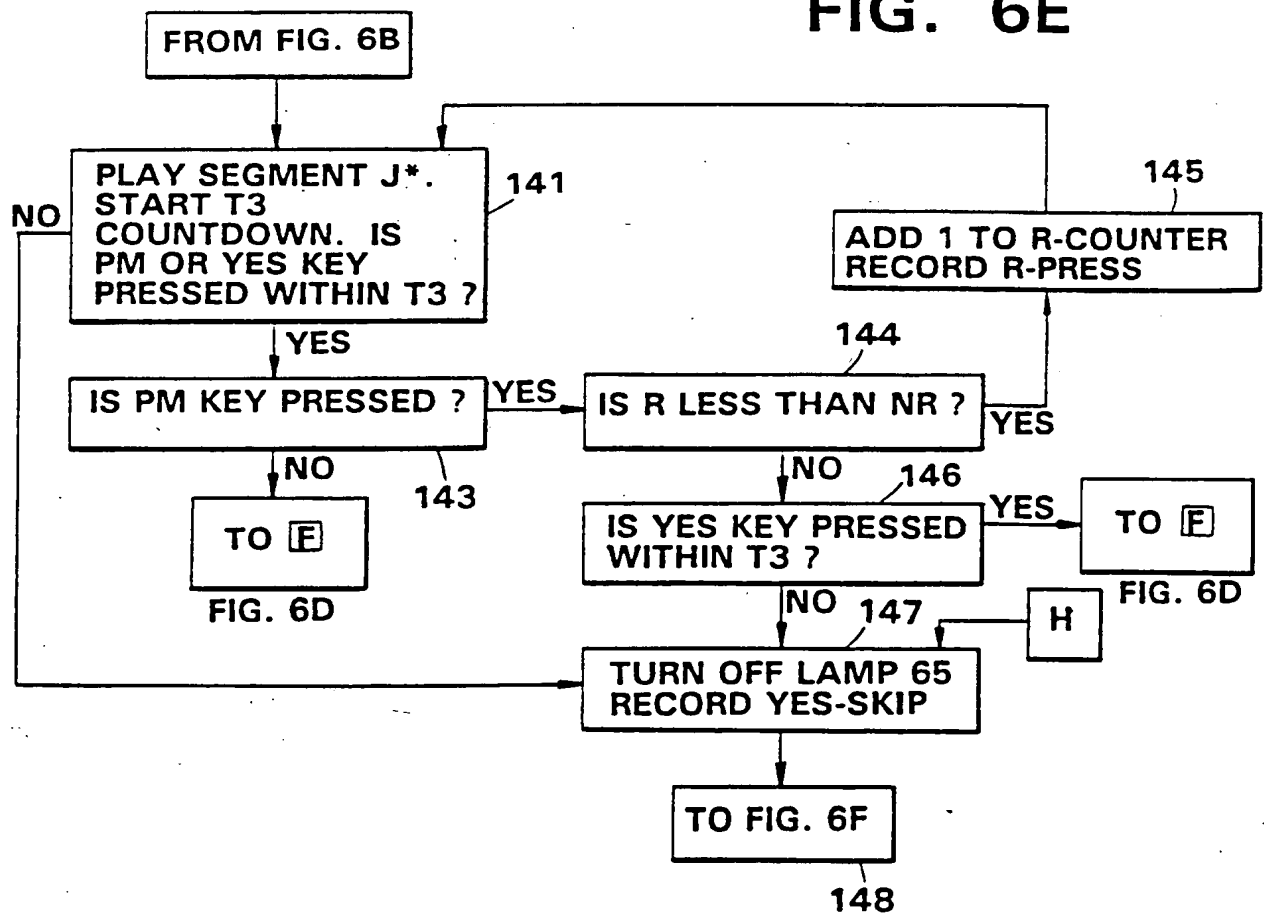 FIG. 6E
FROM FIG. 6B
PLAY SEGMENT J*.
START T3
COUNTDOWN. IS
PM OR YES KEY
PRESSED WITHIN T3 ?
141
NO
145
ADD 1 TO R-COUNTER
RECORD R-PRESS
YES
144
IS PM KEY PRESSED ?
YES
IS R LESS THAN NR ?
YES
NO
143
NO
146
TO F
FIG. 6D
IS YES KEY PRESSED
WITHIN T3 ?
YES
TO F
FIG. 6D
NO
147
H
TURN OFF LAMP 65
RECORD YES-SKIP
TO FIG. 6F
148